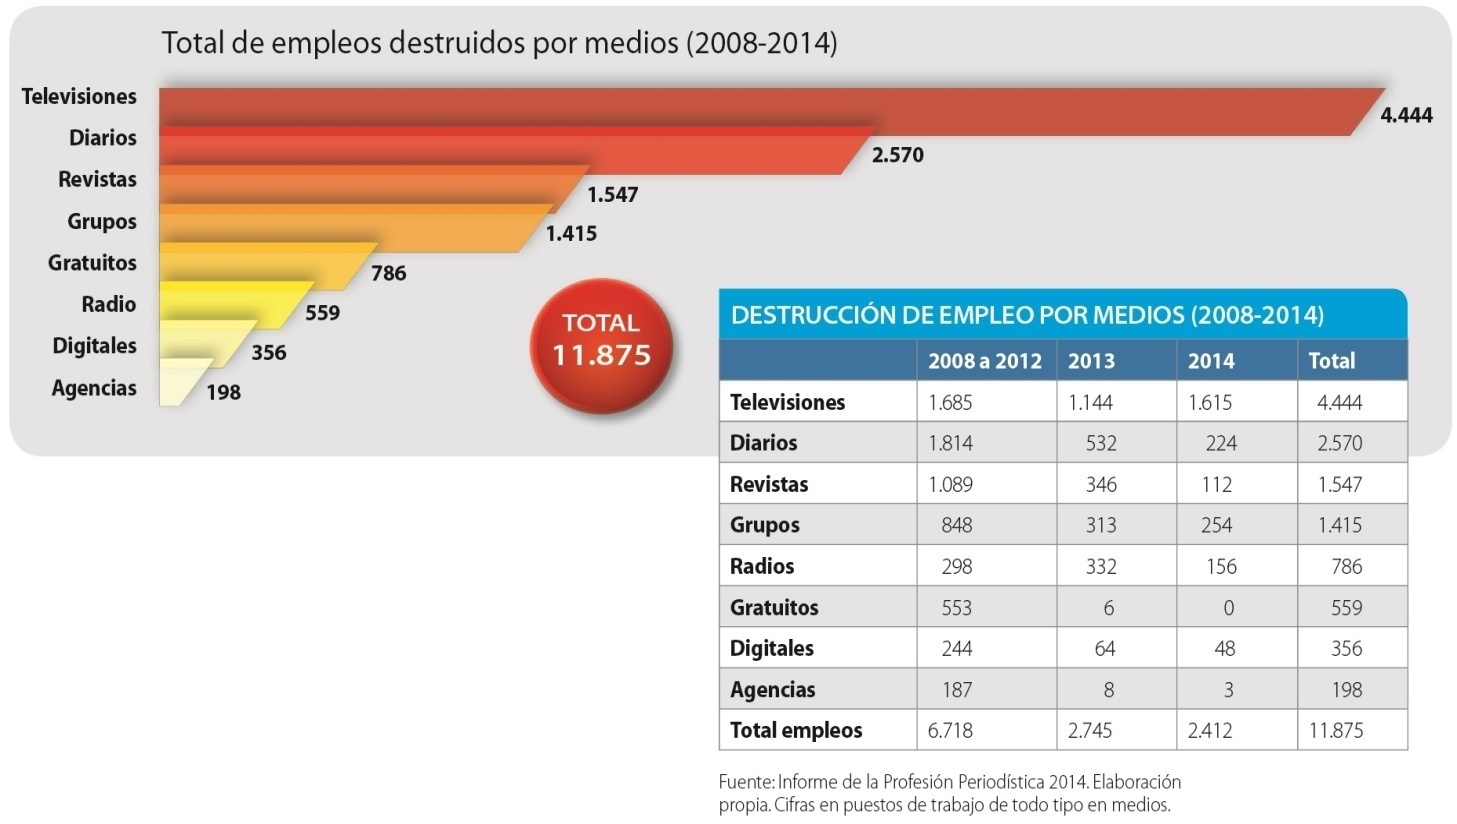 Total de empleos destruidos por medios (2008-2014)
Televisiones 4.444
Diarios 2.570
Revistas 1.547
Grupos 1.415
Gratuitos 786
Radio 559
Digitales 356
Agencias 198
TOTAL
11.875
DESTRUCCIÓN DE EMPLEO POR MEDIOS (2008-2014)
2008 a 2012 2013 2014 Total
Televisiones 1.685 1.144 1.615 4.444
Diarios 1.814 532 224 2.570
Revistas 1.089 346 112 1.547
Grupos 848 313 254 1.415
Radios 298 332 156 786
Gratuitos 553 6 0 559
Digitales 244 64 48 356
Agencias 187 8 3 198
Total empleos 6.718 2.745 2.412 11.875
Fuente: Informe de la Profesión Periodística 2014. Elaboración
propia. Cifras en puestos de trabajo de todo tipo en medios.